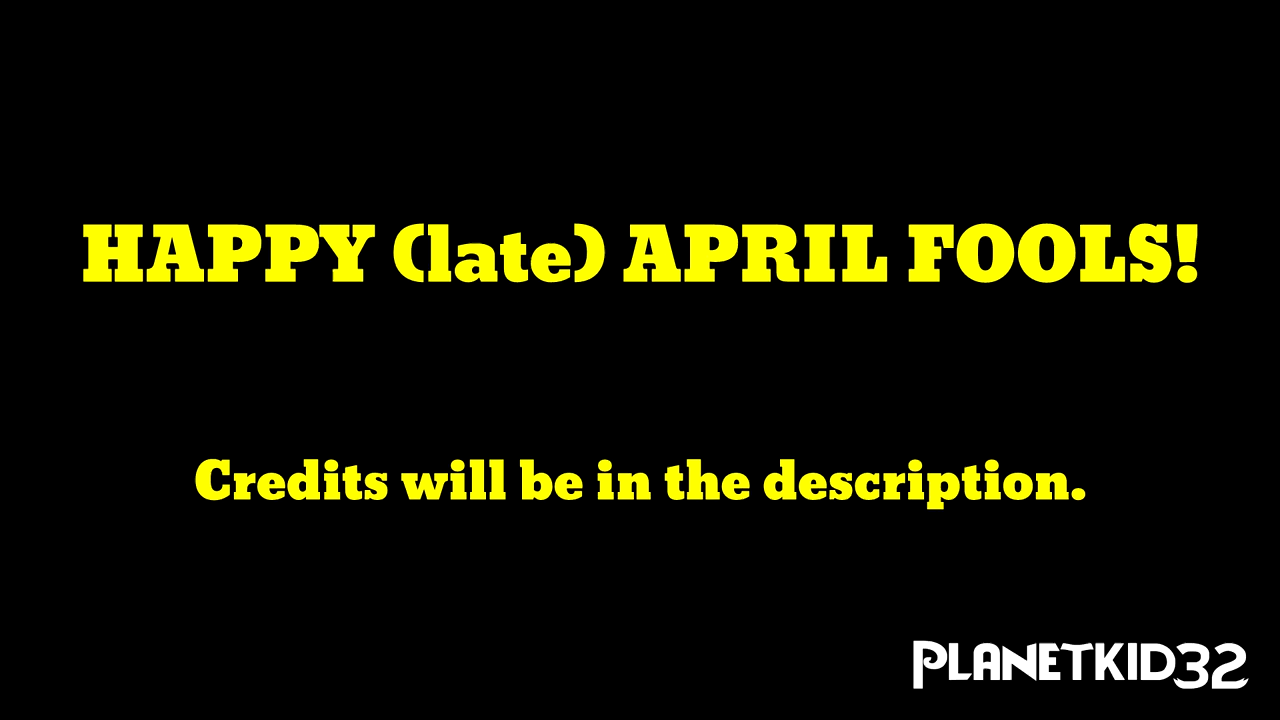 HAPPY (late) APRIL FOOLS!
Credits will be in the description.
PLANETKID32